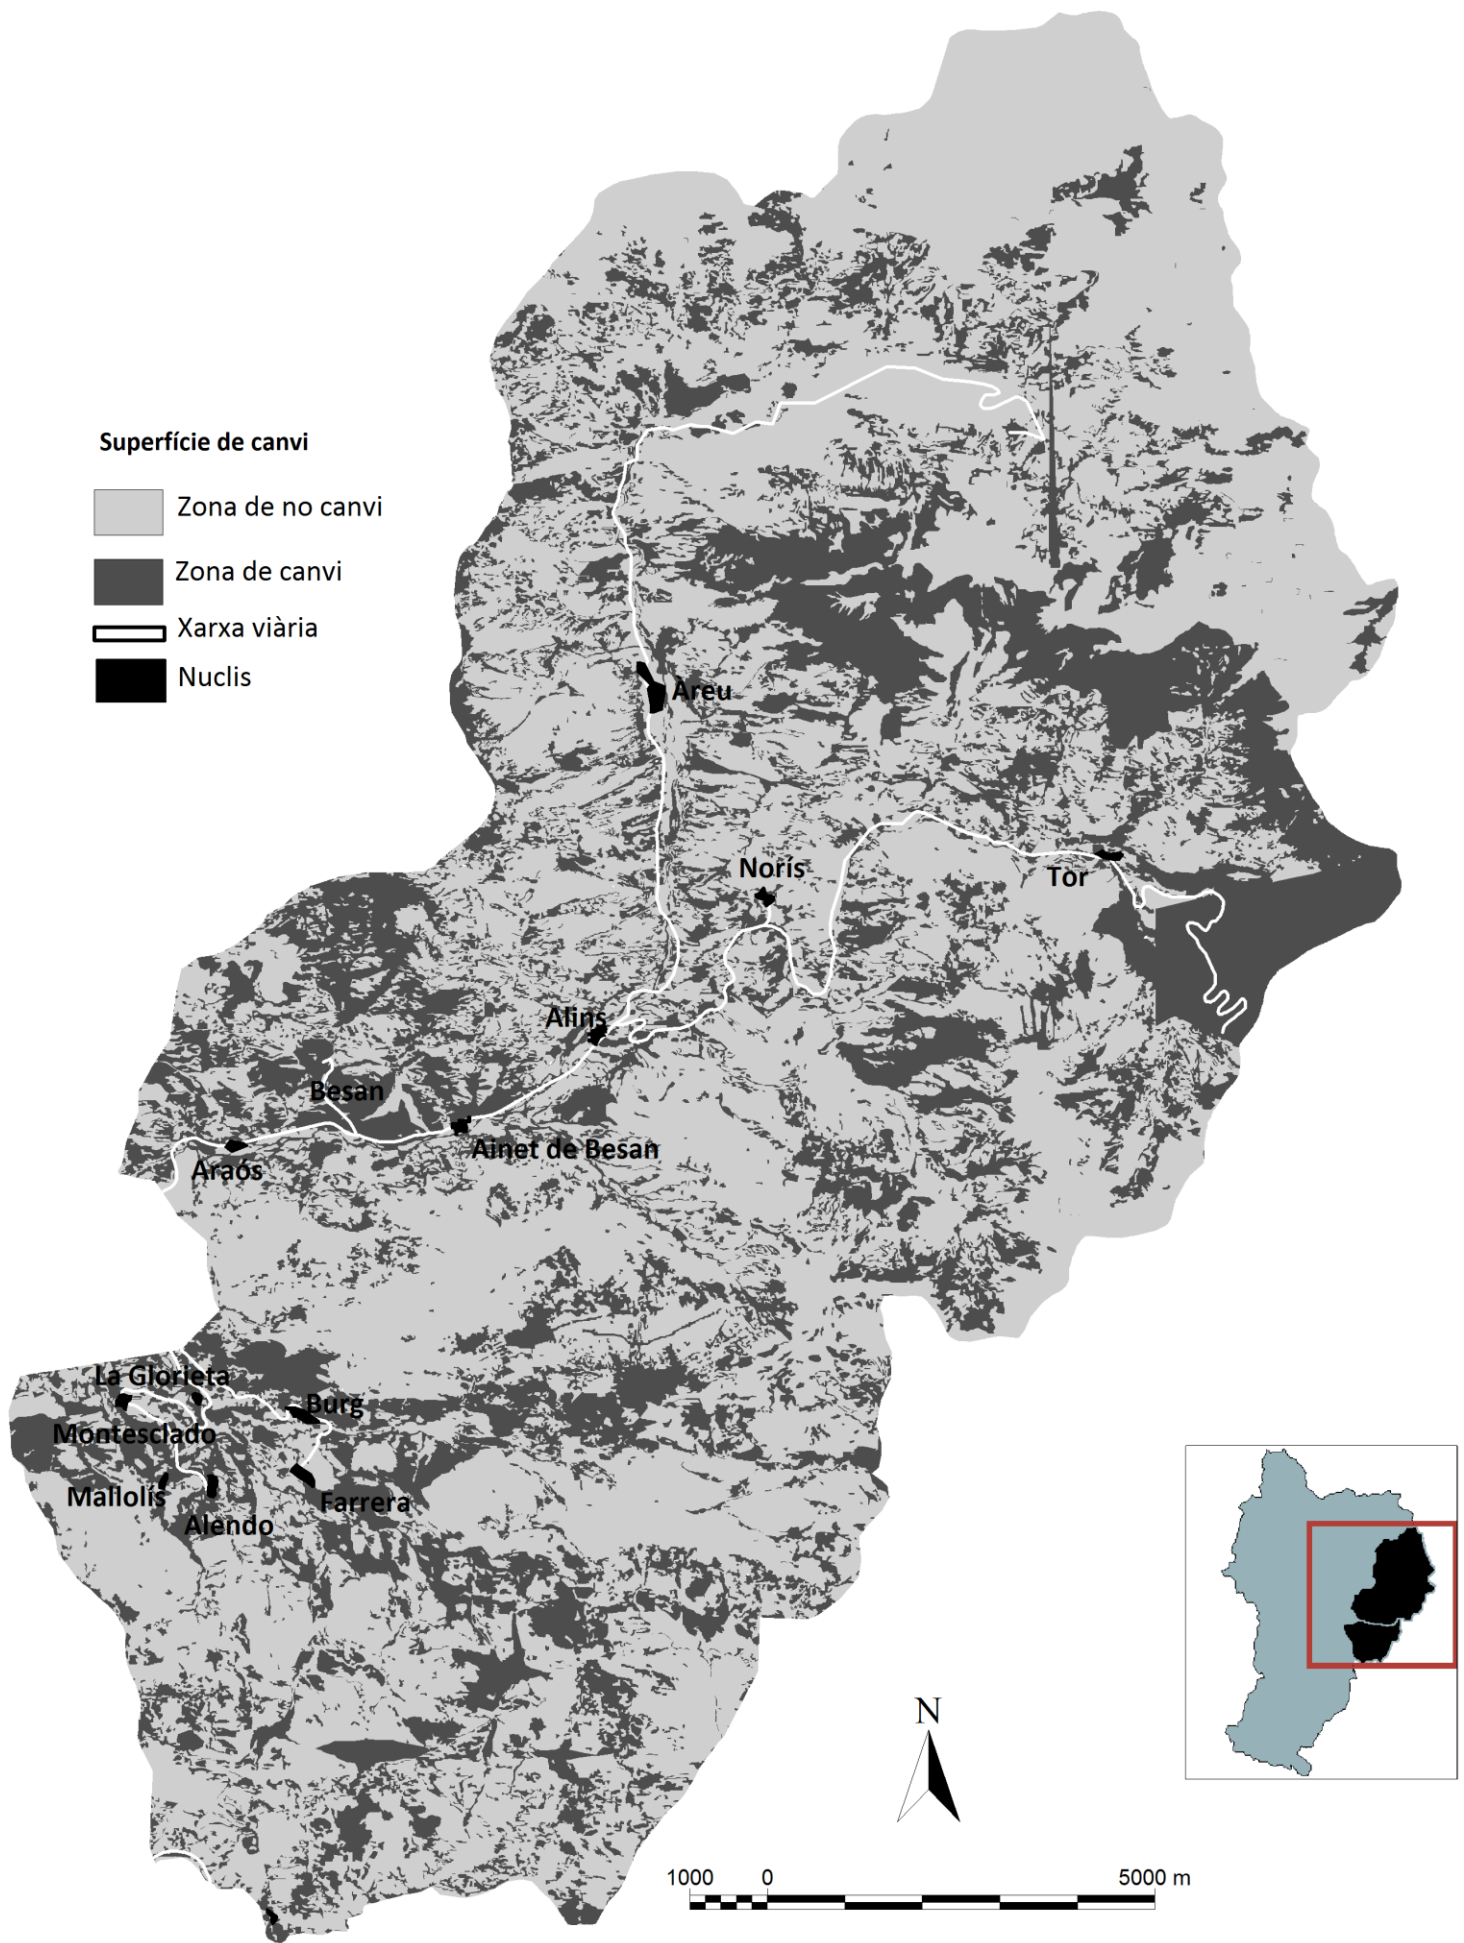 Superfície de canvi
Zona de no canvi
Zona de canvi
Xarxa viària
Nuclis
Àreu
Norís
Tor
Alins
Besan
Ainet de Besan
Araós
La Glorieta
Burg
Montesclado
Mallolís
Farrera
Alendo
N
1000 0 5000 m